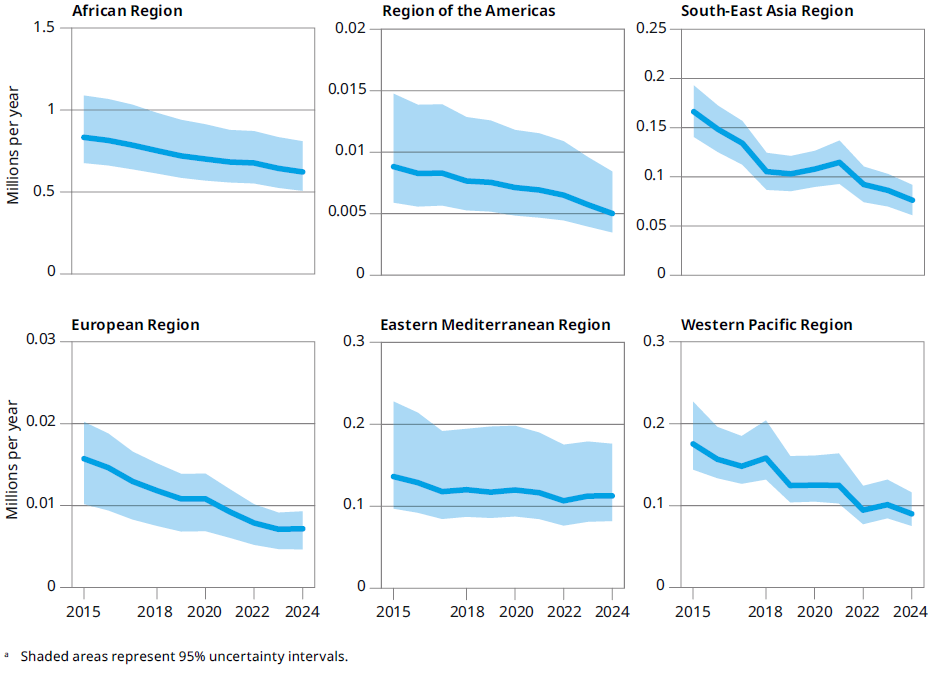 African Region
Region of the Americas
South-East Asia Region
Millions per year
1.5
1
0.5
0
0.02
0.015
0.01
0.005
0
0.25
0.2
0.15
0.1
0.05
0
European Region
Eastern Mediterranean Region
Western Pacific Region
Millions per year
0.03
0.02
0.01
0
0.3
0.2
0.1
0
0.3
0.2
0.1
0
2015 2018 2020 2022 2024
2015 2018 2020 2022 2024
2015 2018 2020 2022 2024
a Shaded areas represent 95% uncertainty intervals.